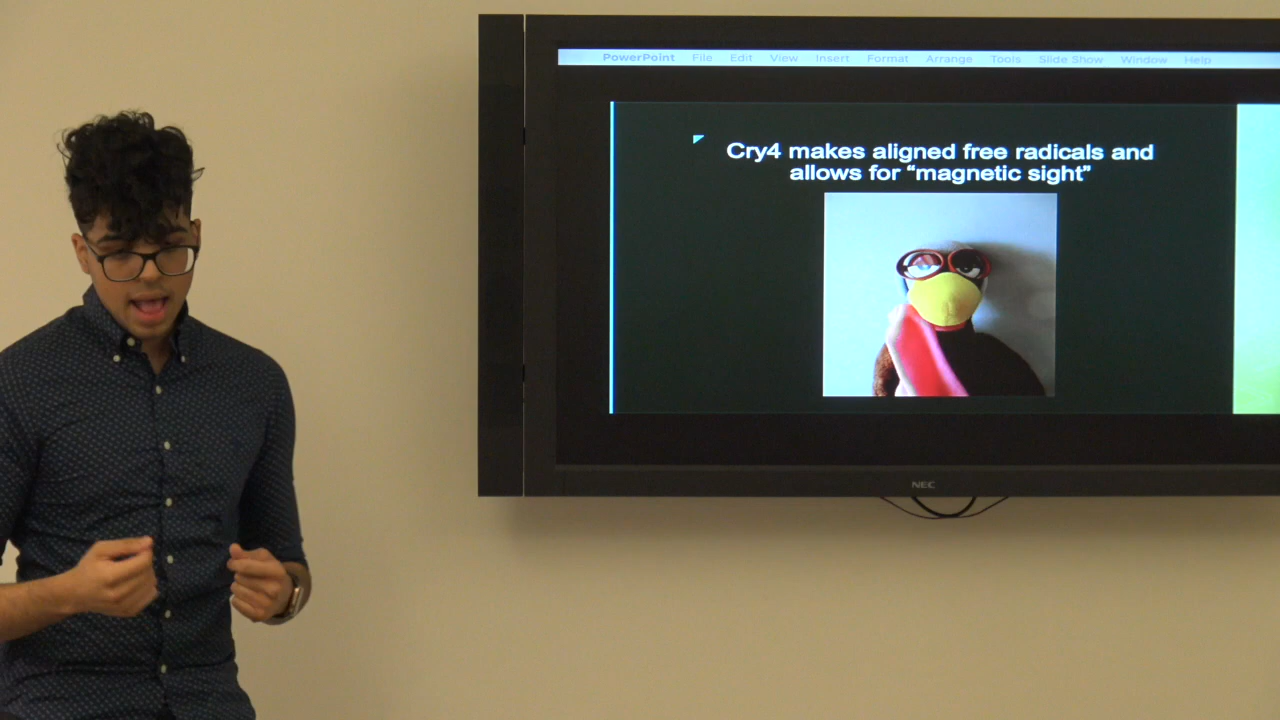 PowerPoint File Edit View Insert Format Arrange Tools Slide Show Window Help
Cry4 makes aligned free radicals and
allows for “magnetic sight”
NEC